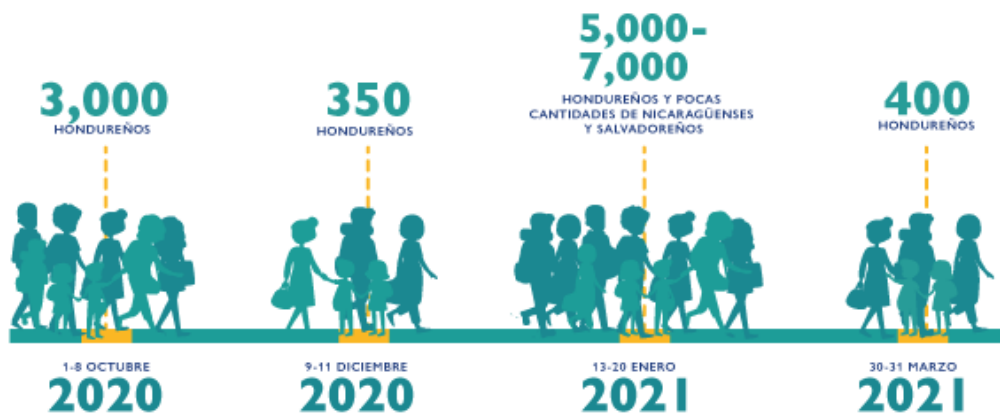 3,000
HONDUREÑOS
350
HONDUREÑOS
5,000-
7,000
HONDUREÑOS Y POCAS
CANTIDADES DE NICARAGÜENSES
Y SALVADOREÑOS
400
HONDUREÑOS
1-8 OCTUBRE
2020
9-11 DICIEMBRE
2020
13-20 ENERO
2021
30-31 MARZO
2021